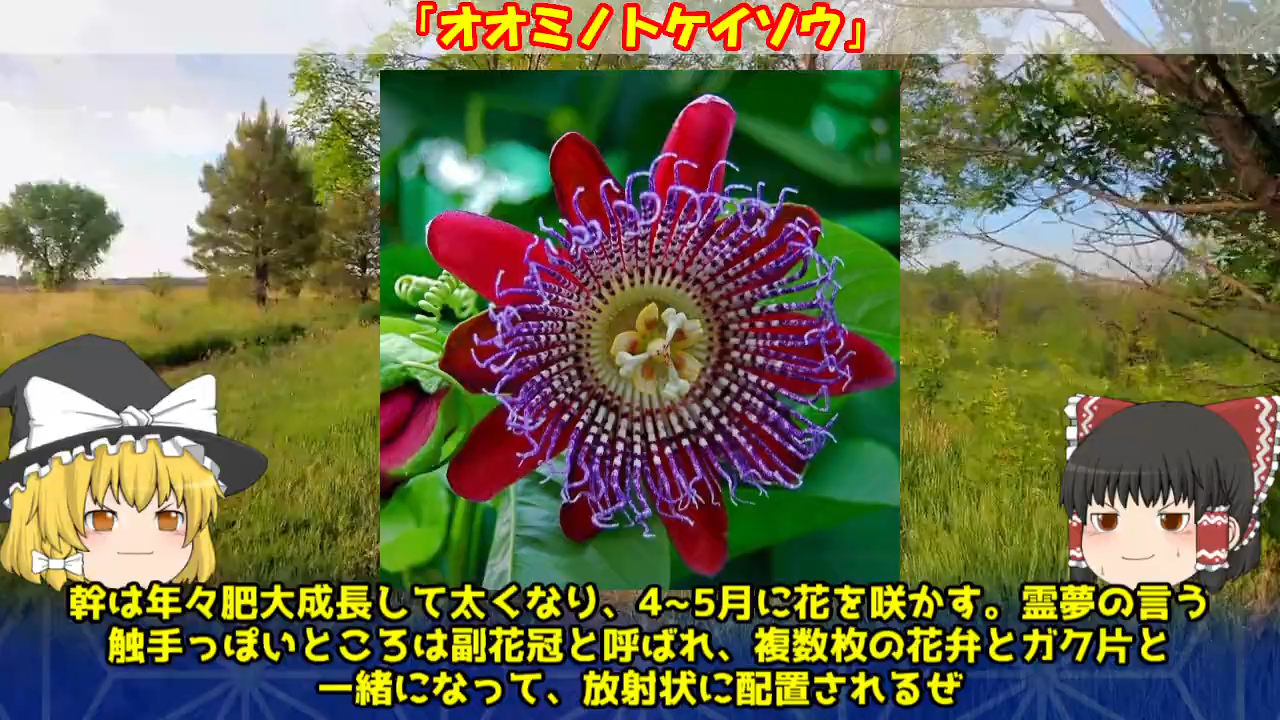 「オオミノトケイソウ」
幹は年々肥大成長して太くなり、4~5月に花を咲かす。霊夢の言う
触手っぽいところは副花冠と呼ばれ、複数枚の花弁とガク片と
一緒になって、放射状に配置されるぜ